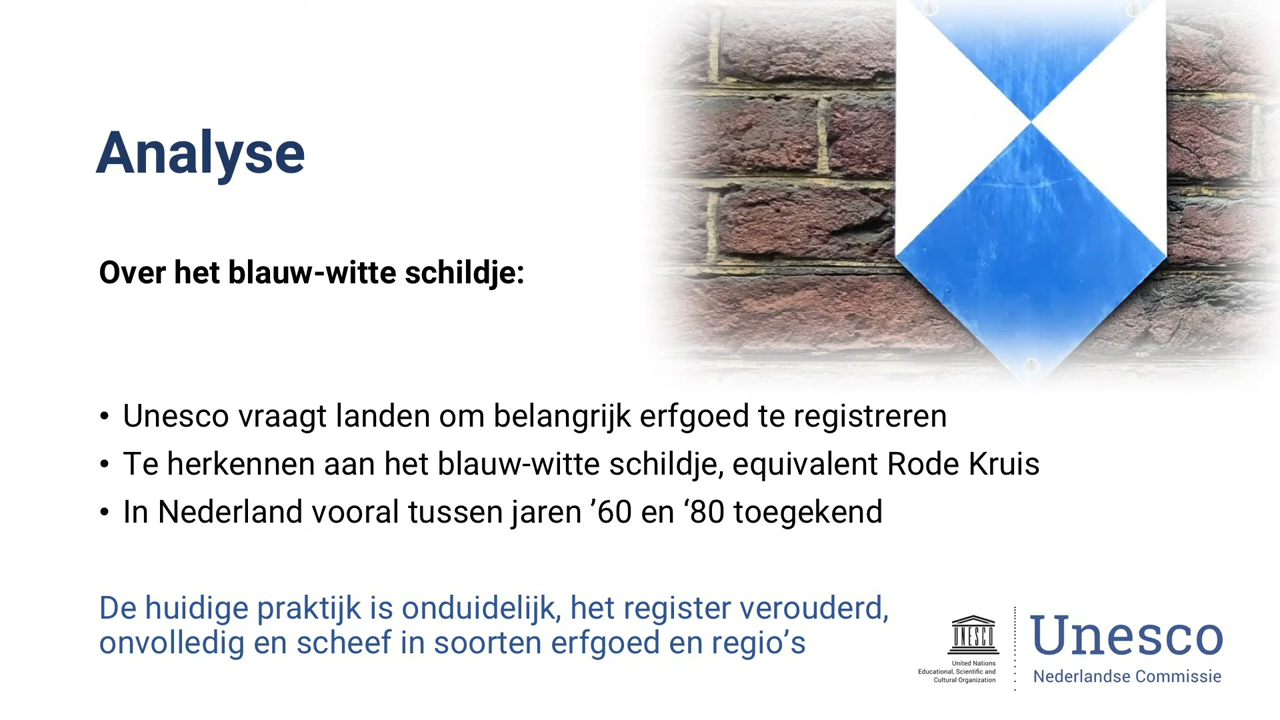 Analyse
Over het blauw-witte schildje:
• Unesco vraagt landen om belangrijk erfgoed te registreren
• Te herkennen aan het blauw-witte schildje, equivalent Rode Kruis
• In Nederland vooral tussen jaren ’60 en ‘80 toegekend
De huidige praktijk is onduidelijk, het register verouderd,
onvolledig en scheef in soorten erfgoed en regio’s
UNESCO
United Nations
Educational, Scientific and
Cultural Organization
Unesco
Nederlandse Commissie